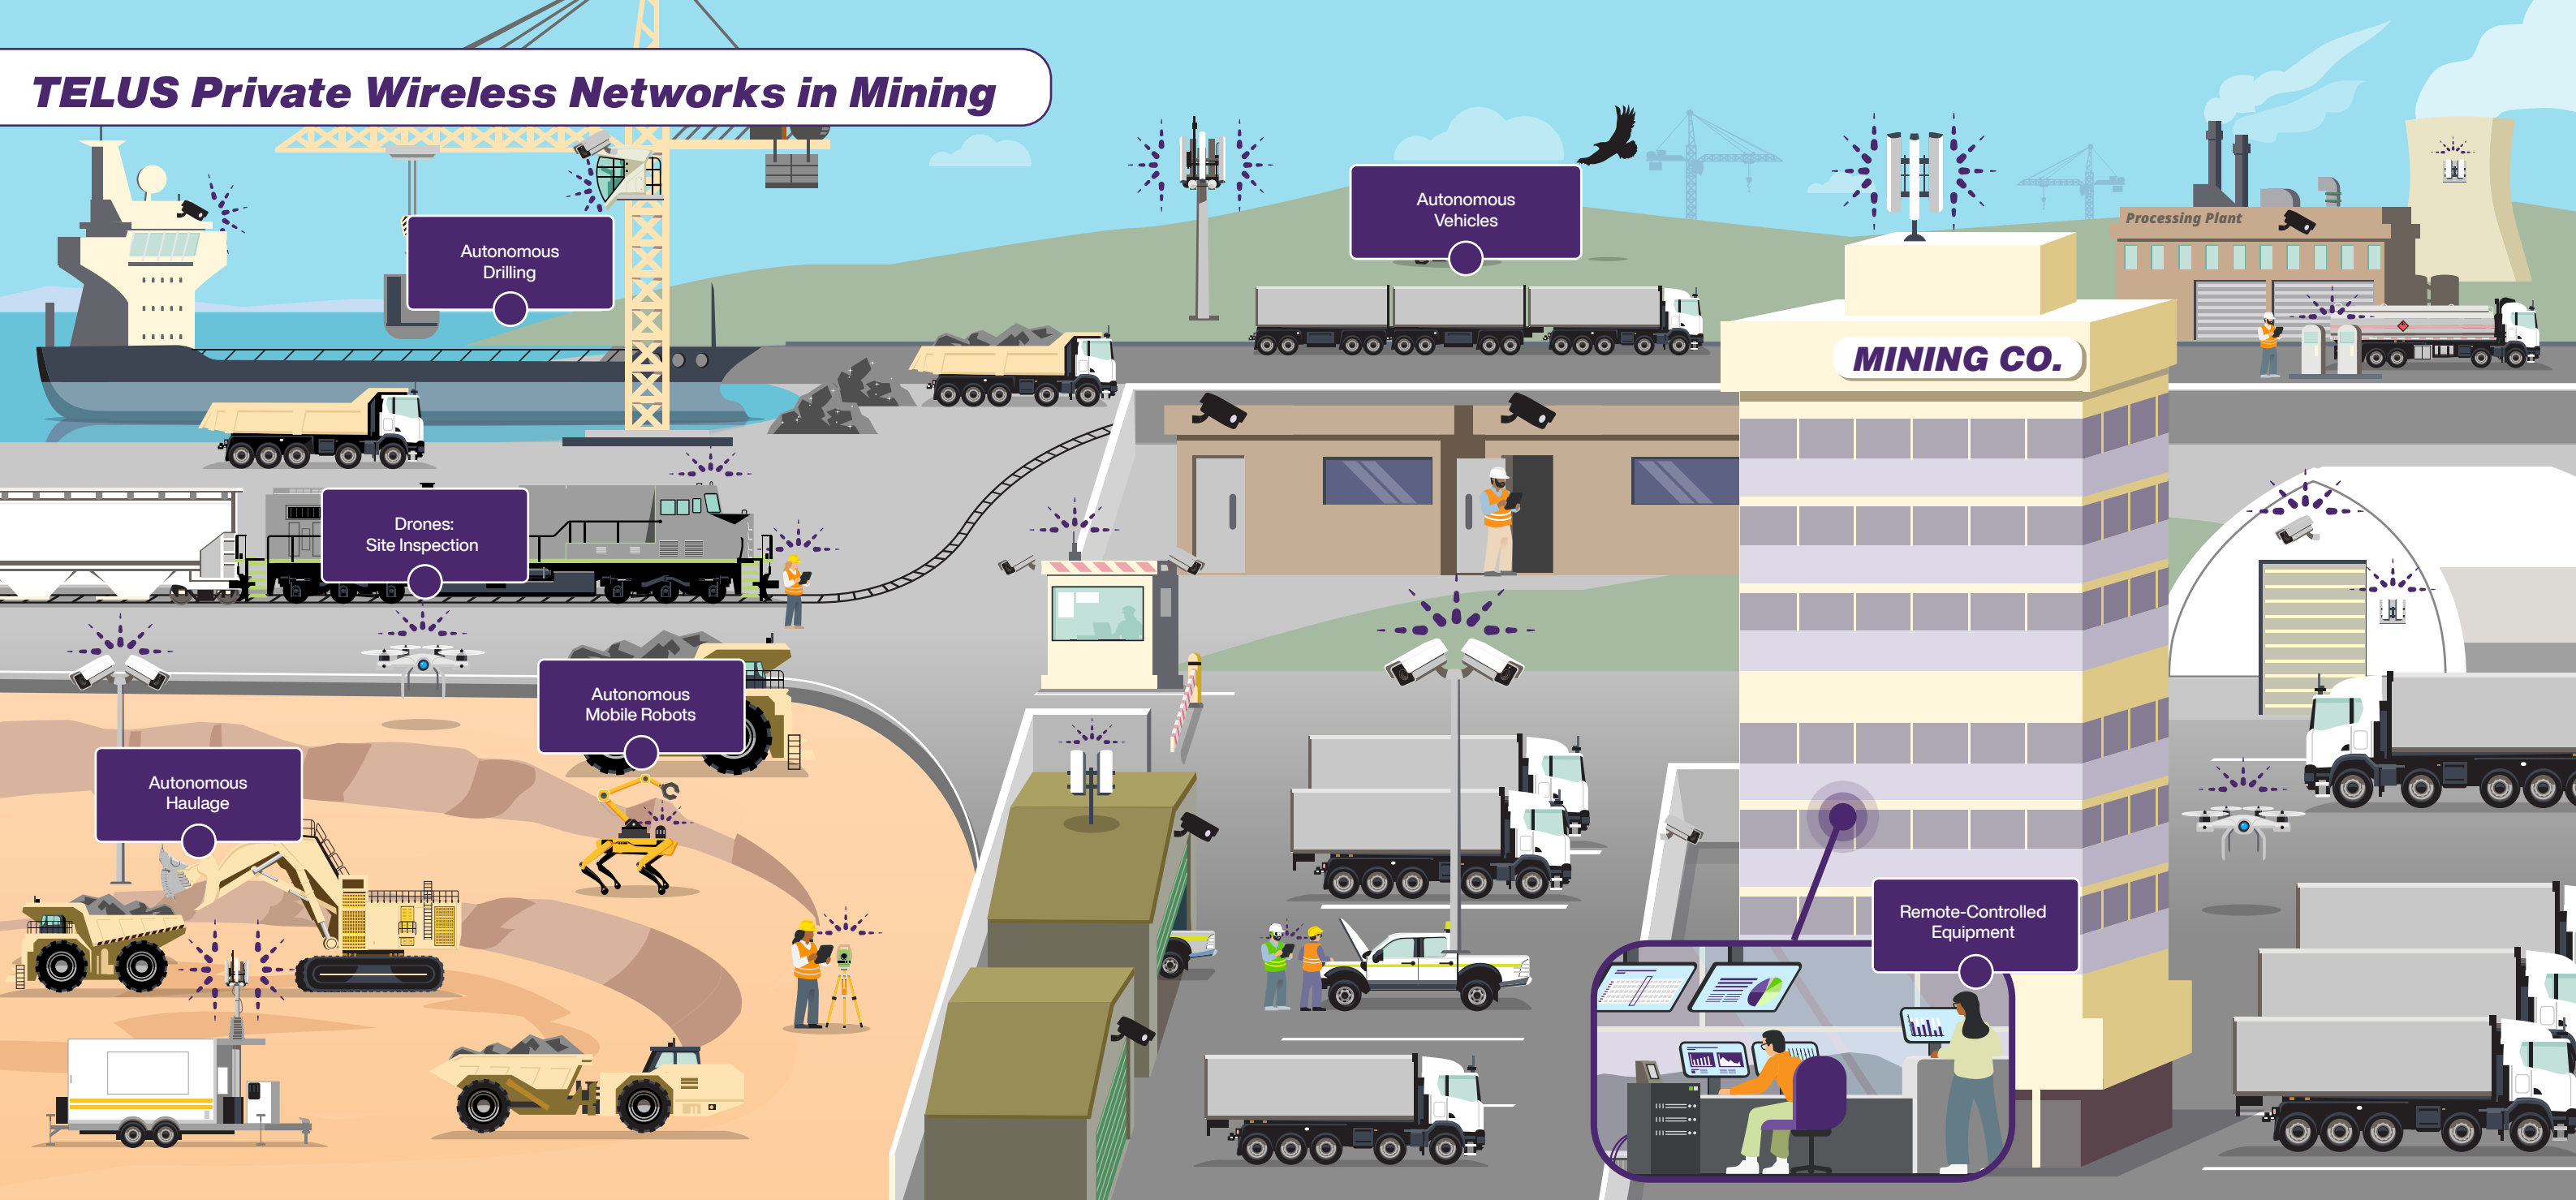 TELUS Private Wireless Networks in Mining
Autonomous
Drilling
Autonomous
Vehicles
Processing Plant
MINING CO.
Drones:
Site Inspection
Autonomous
Mobile Robots
Autonomous
Haulage
Remote-Controlled
Equipment